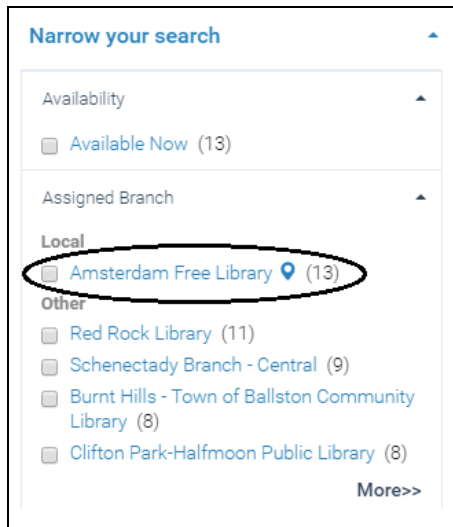 Narrow your search
Availability
Available Now (13)
Assigned Branch
Local
Amsterdam Free Library (13)
Other
Red Rock Library (11)
Schenectady Branch - Central (9)
Burnt Hills - Town of Ballston Community
Library (8)
Clifton Park-Halfmoon Public Library (8)
More>>